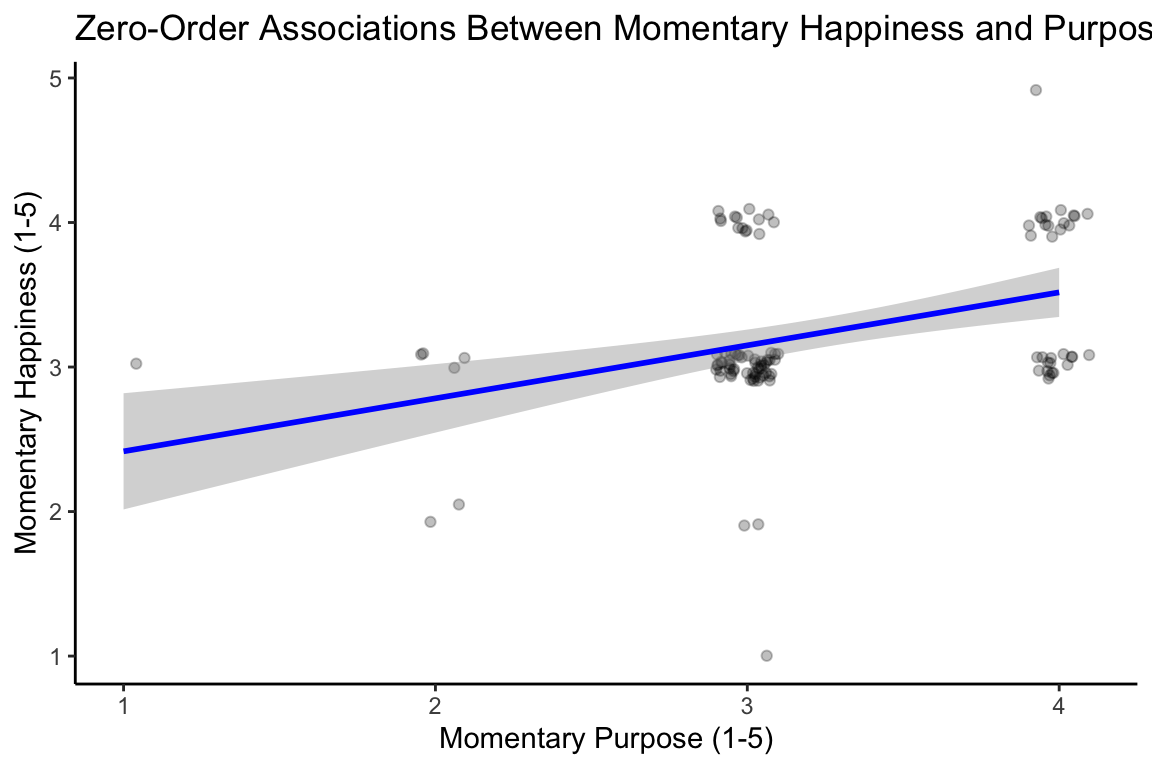 Zero-Order Associations Between Momentary Happiness and Purpos
5
4
3
2
1
Momentary Happiness (1-5)
1 2 3 4
Momentary Purpose (1-5)